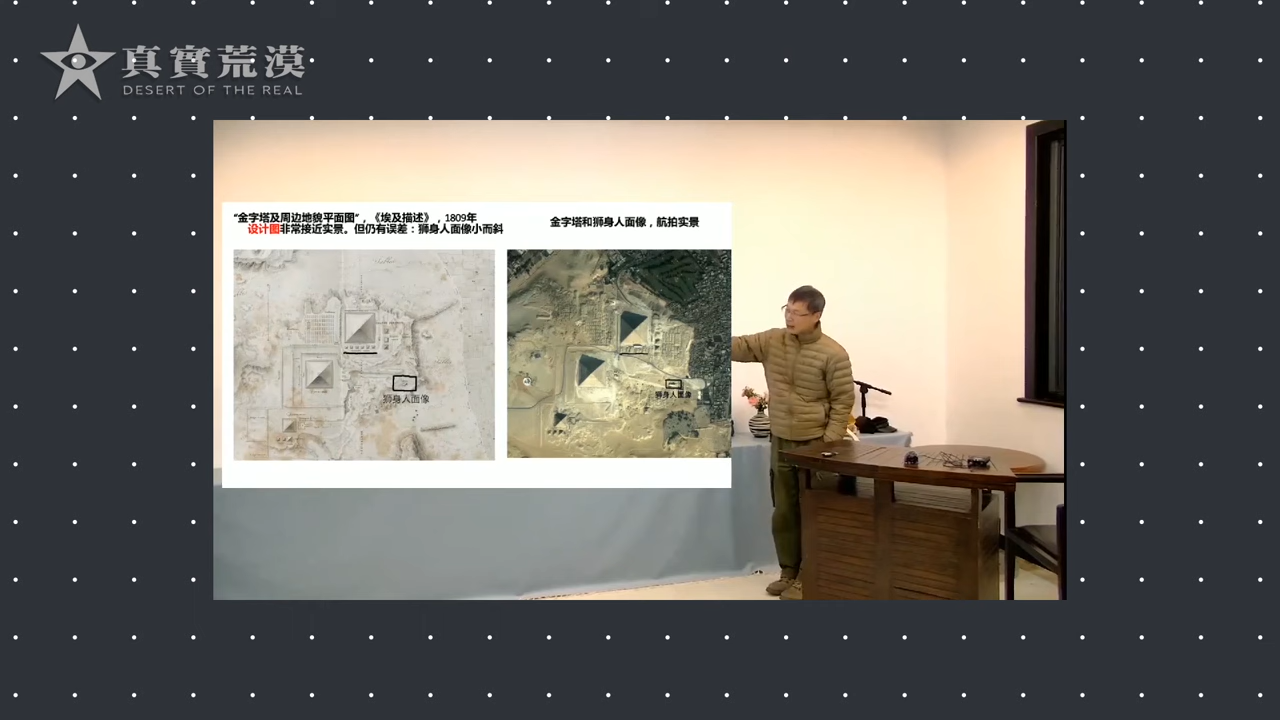 真實荒漠
DESERT OF THE REAL
“金字塔及周边地貌平面图”，《埃及描述》，1809年
设计图非常接近实景。但仍有误差：狮身人面像小而斜
金字塔和狮身人面像，航拍实景
狮身人面像
狮身人面像